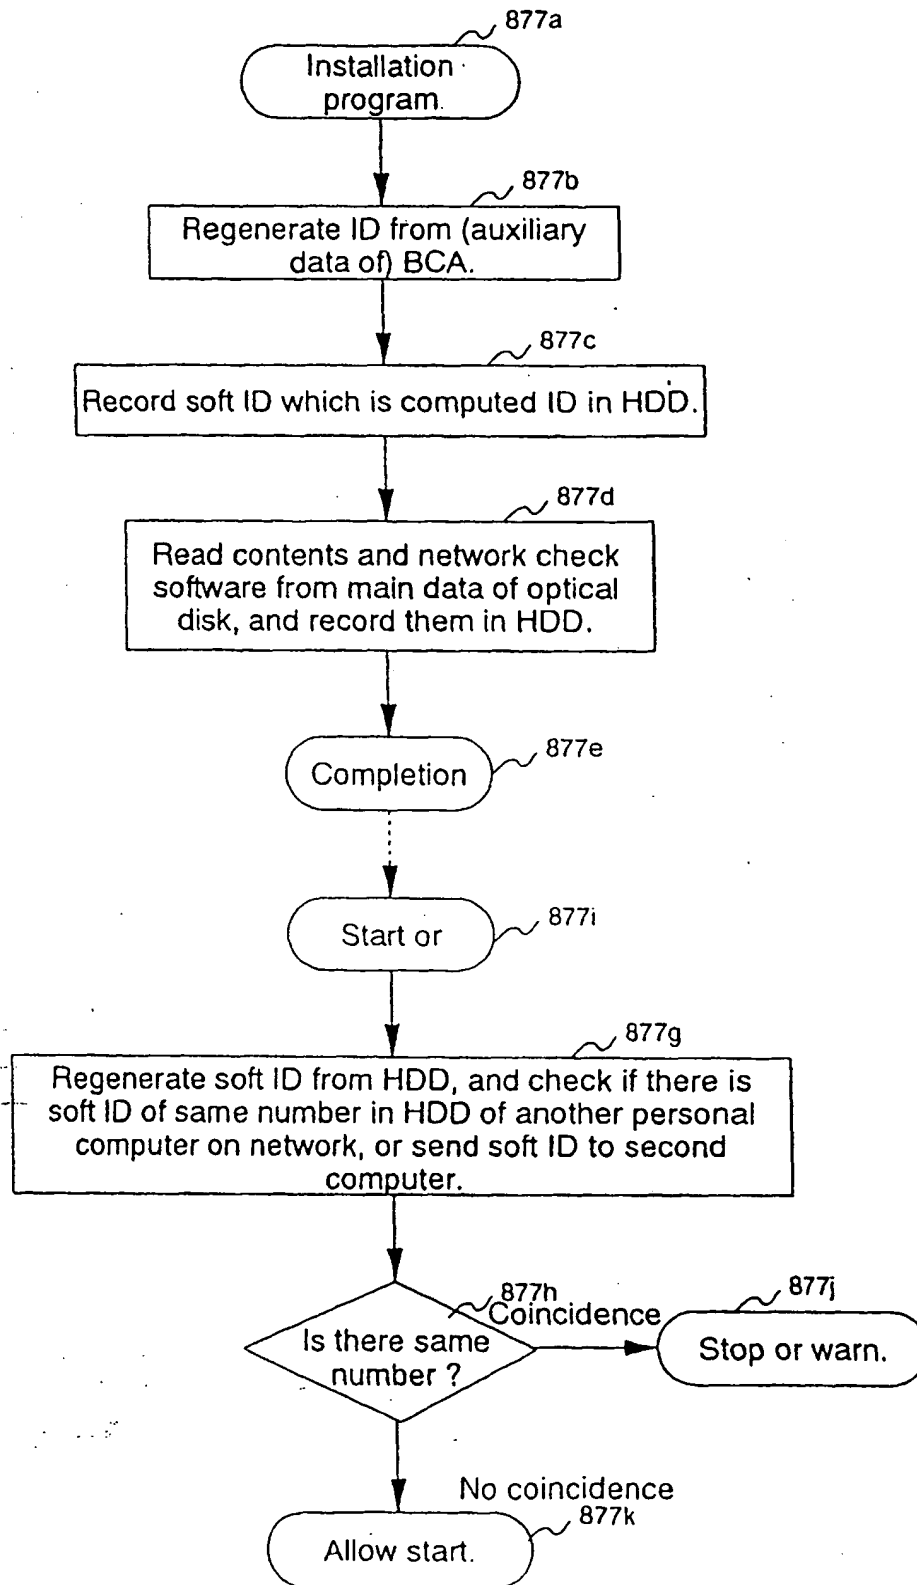 877a
Installation
program.
877b
Regenerate ID from (auxiliary
data of) BCA.
877c
Record soft ID which is computed ID in HDD.
877d
Read contents and network check
software from main data of optical
disk, and record them in HDD.
877e
Completion
877i
Start or
877g
Regenerate soft ID from HDD, and check if there is
soft ID of same number in HDD of another personal
computer on network, or send soft ID to second
computer.
877h
Coincidence
877j
Is there same
number ?
Stop or warn.
No coincidence
877k
Allow start.